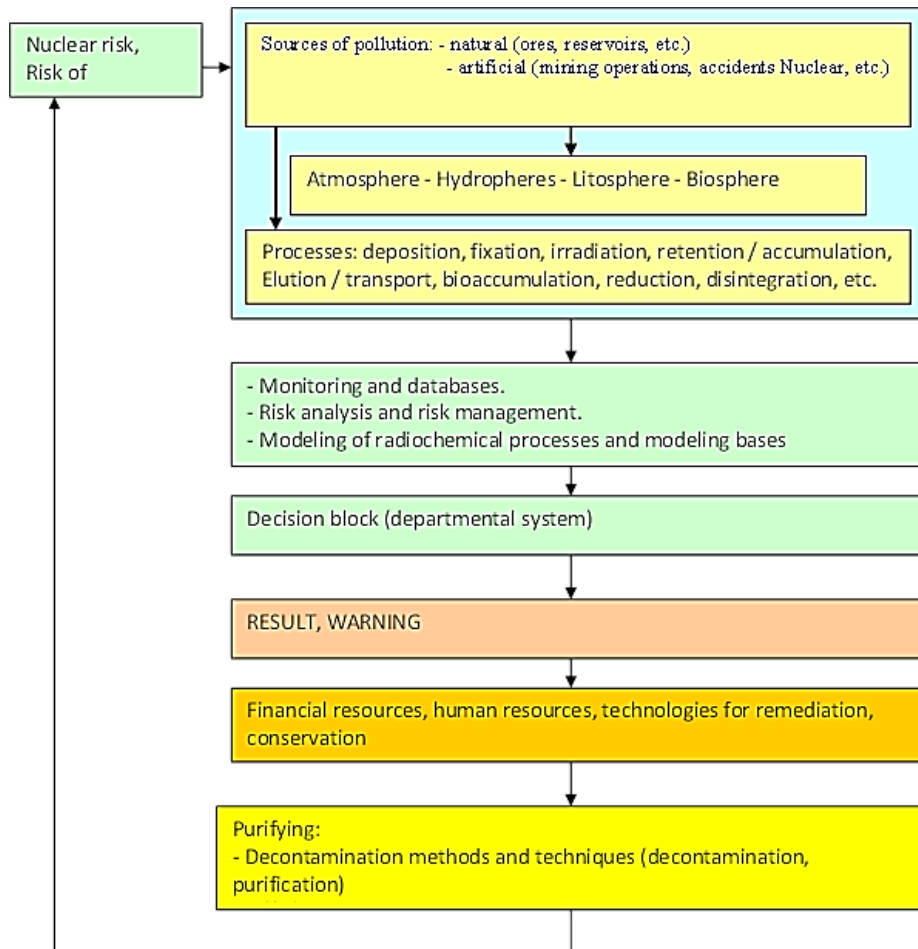 Nuclear risk,
Risk of
Sources of pollution: - natural (ores, reservoirs, etc.)
- artificial (mining operations, accidents Nuclear, etc.)
Atmosphere - Hydropheres - Litosphere - Biosphere
Processes: deposition, fixation, irradiation, retention / accumulation,
Elution / transport, bioaccumulation, reduction, disintegration, etc.
- Monitoring and databases.
- Risk analysis and risk management.
- Modeling of radiochemical processes and modeling bases
Decision block (departmental system)
RESULT, WARNING
Financial resources, human resources, technologies for remediation,
conservation
Purifying:
- Decontamination methods and techniques (decontamination,
purification)